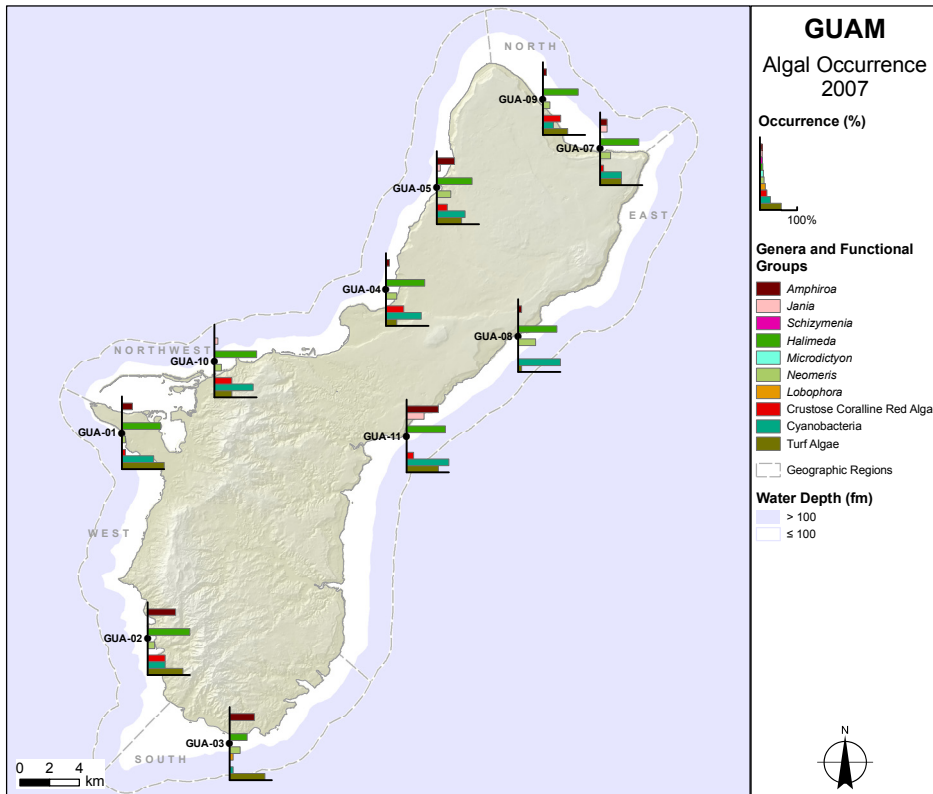 GUAM
Algal Occurrence
2007
Occurrence (%)
100%
Genera and Functional
Groups
Amphiroa
Jania
Schizymenia
Halimeda
Microdictyon
Neomeris
Lobophora
Crustose Coralline Red Alga
Cyanobacteria
Turf Algae
Geographic Regions
Water Depth (fm)
> 100
≤ 100
N
NORTH
GUA-09
GUA-07
GUA-05
EAST
GUA-04
GUA-08
NORTHWEST
GUA-10
GUA-01
GUA-11
WEST
GUA-02
GUA-03
SOUTH
0 2 4
km